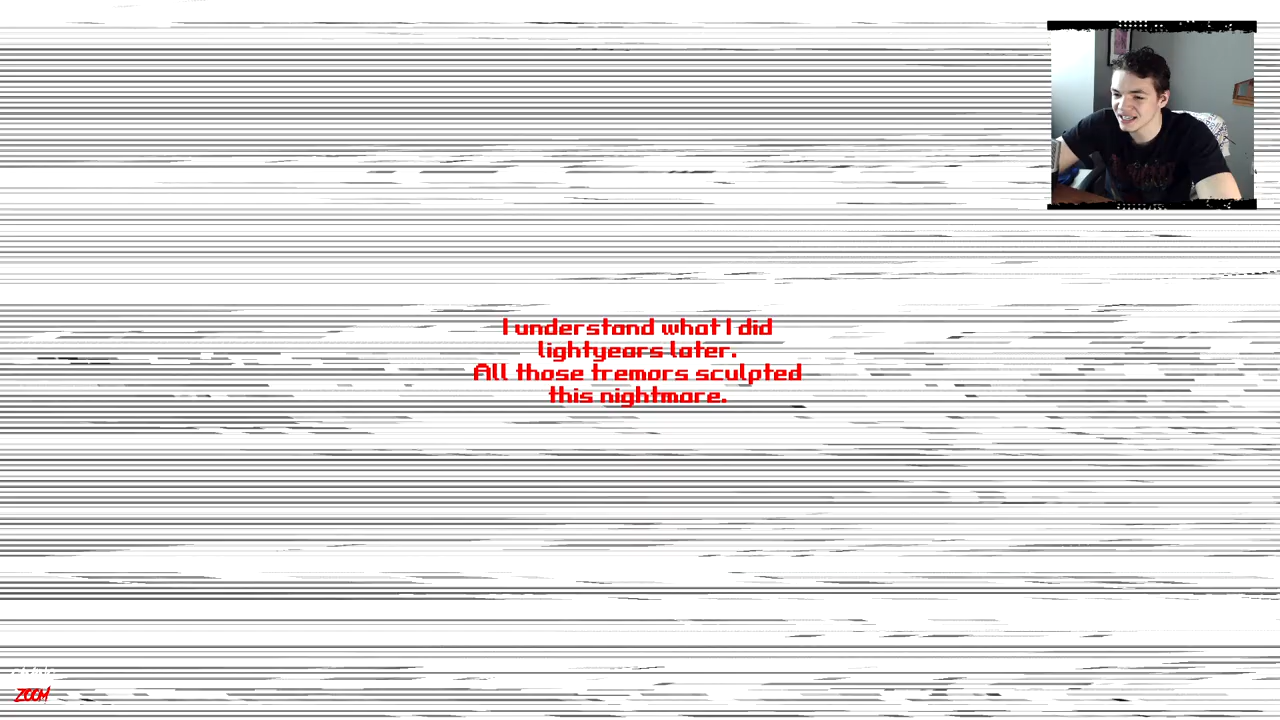 I understand what I did
lightyears later.
All those tremors sculpted
this nightmare.
ZOOM